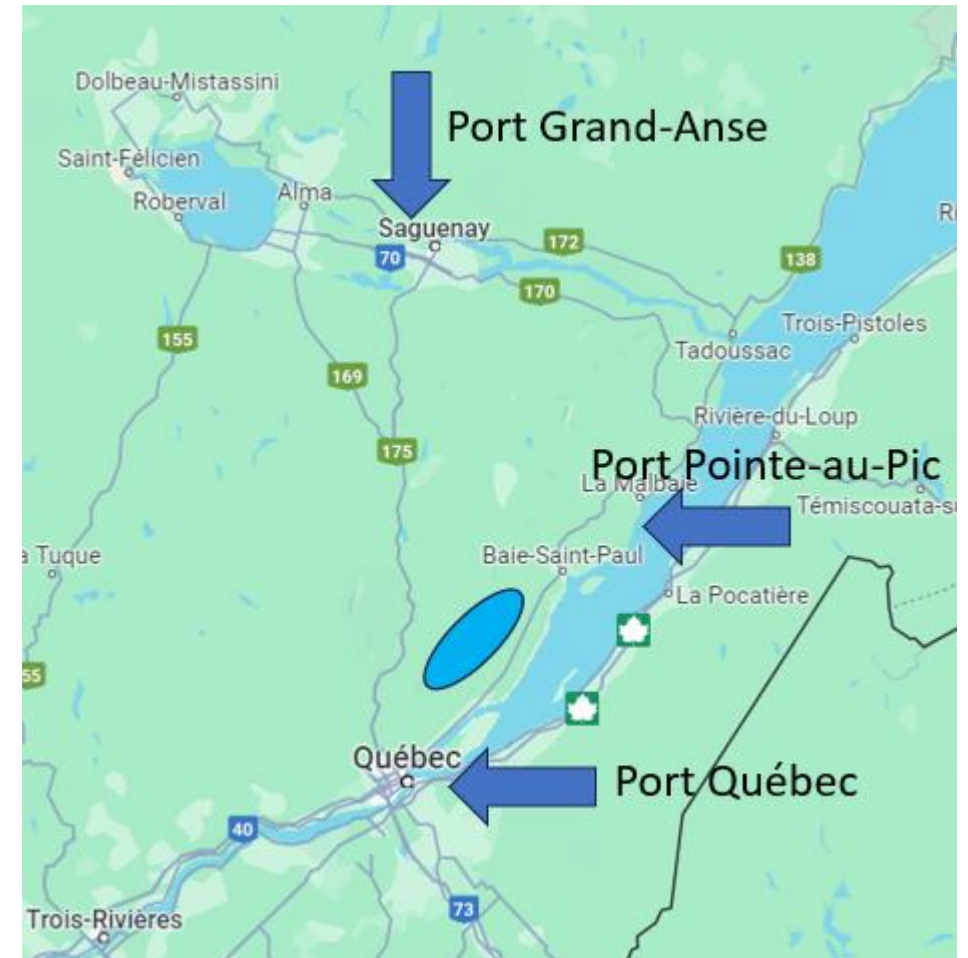 Dolbeau-Mistassini
Port Grand-Anse
Saint-Félicien
Roberval
Alma
Saguenay
70
172
170
138
155
169
Tadoussac
Trois-Pistoles
Ri
Rivière-du-Loup
175
Port Pointe-au-Pic
La Malbaie
Témiscouata-su
Baie-Saint-Paul
a Tuque
La Pocatière
55
Québec
Port Québec
40
73
Trois-Rivières